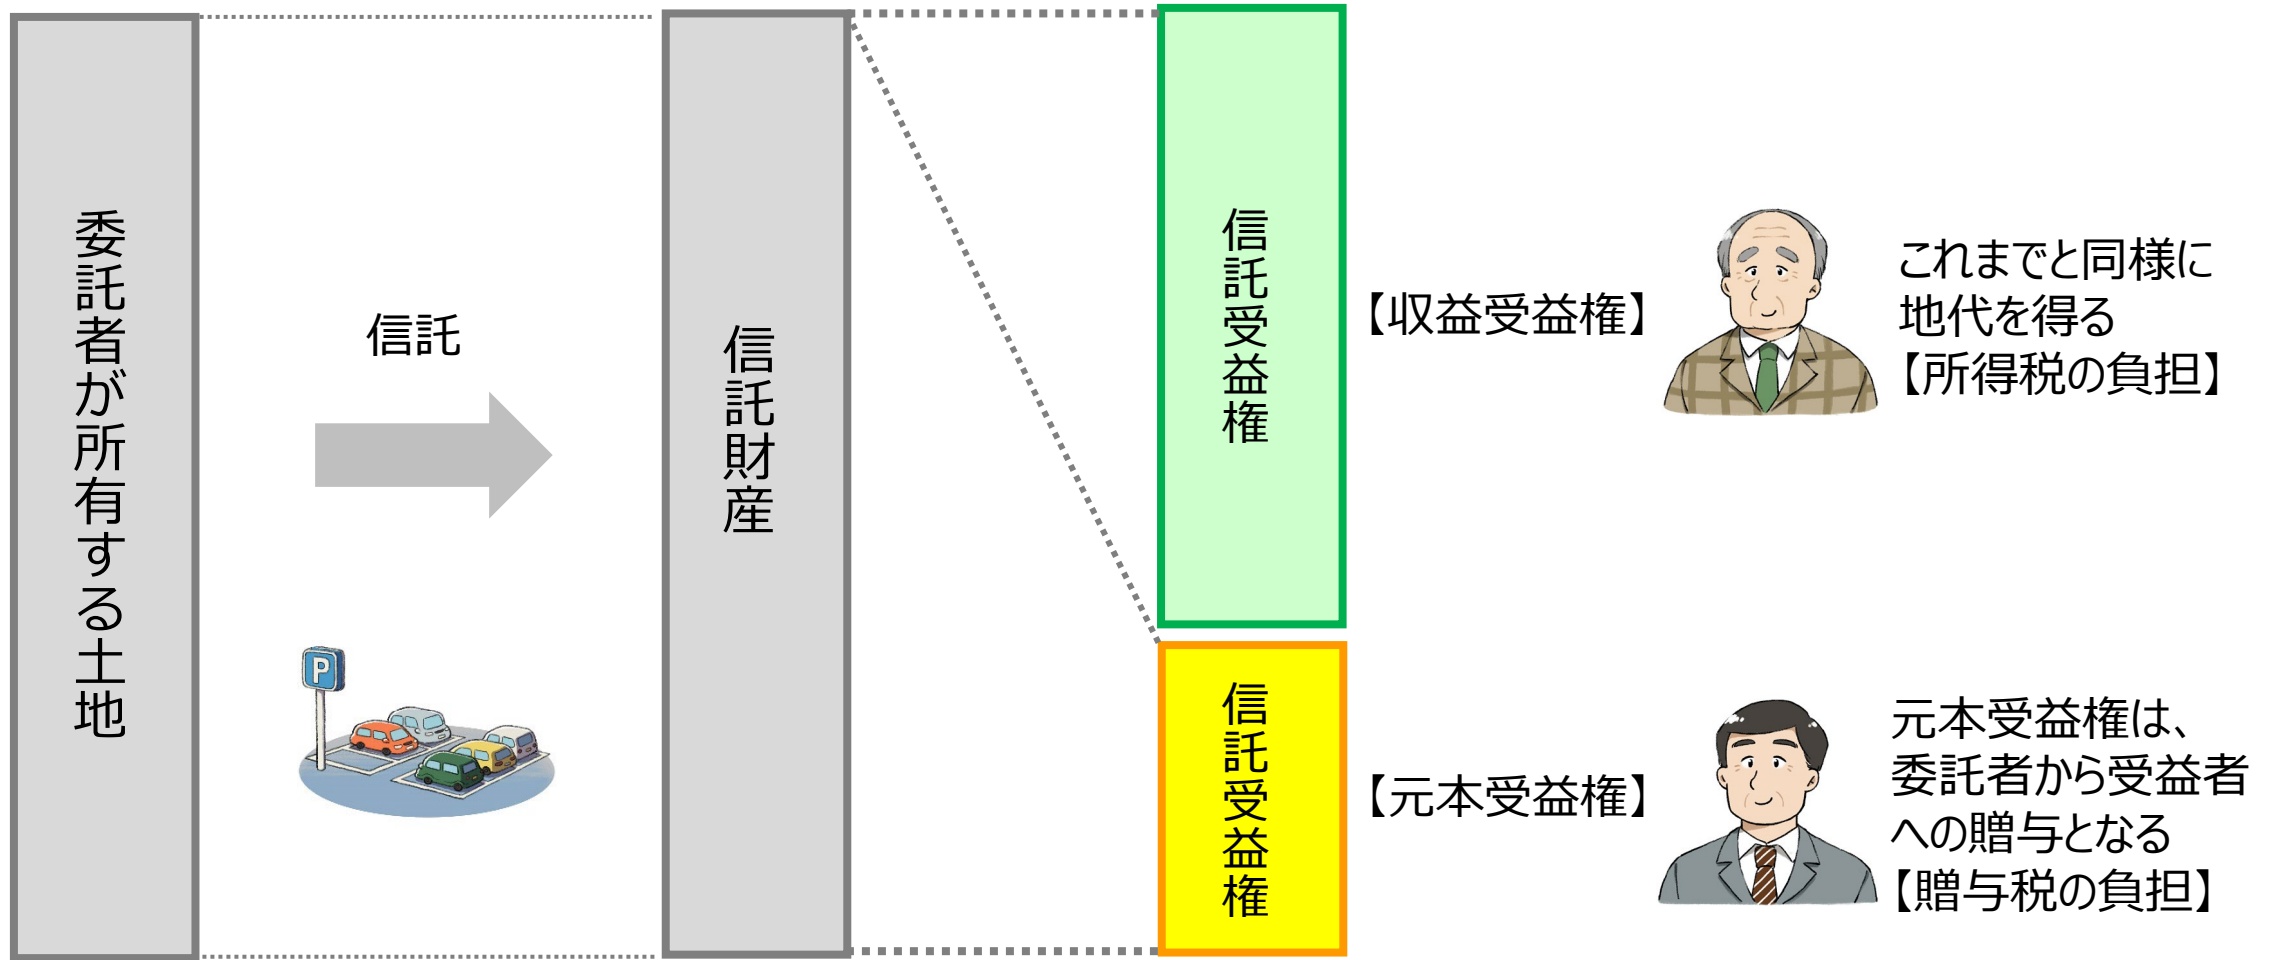 委託者が所有する土地
信託
P
信託財産
信託受益権
【収益受益権】
これまでと同様に
地代を得る
【所得税の負担】
信託受益権
【元本受益権】
元本受益権は、
委託者から受益者
への贈与となる
【贈与税の負担】